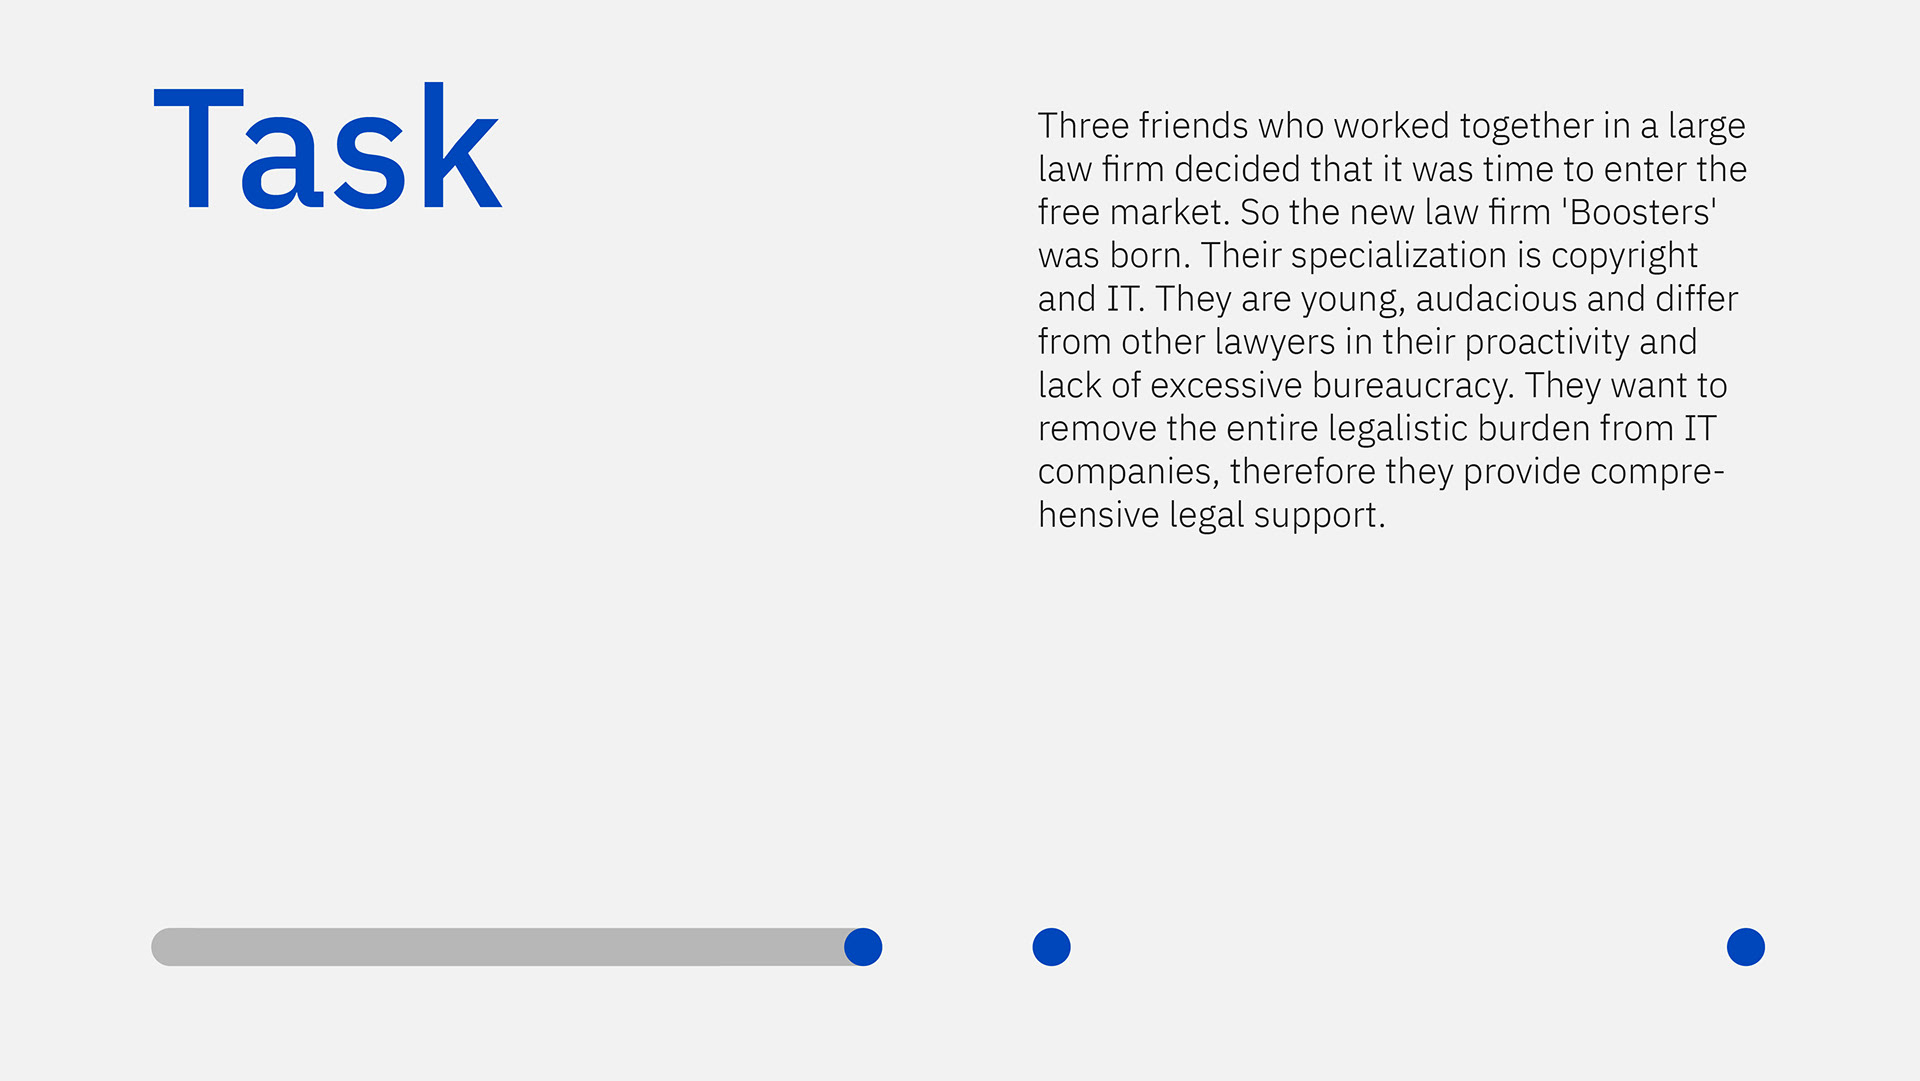 Task
Three friends who worked together in a large
law firm decided that it was time to enter the
free market. So the new law firm 'Boosters'
was born. Their specialization is copyright
and IT. They are young, audacious and differ
from other lawyers in their proactivity and
lack of excessive bureaucracy. They want to
remove the entire legalistic burden from IT
companies, therefore they provide compre-
hensive legal support.